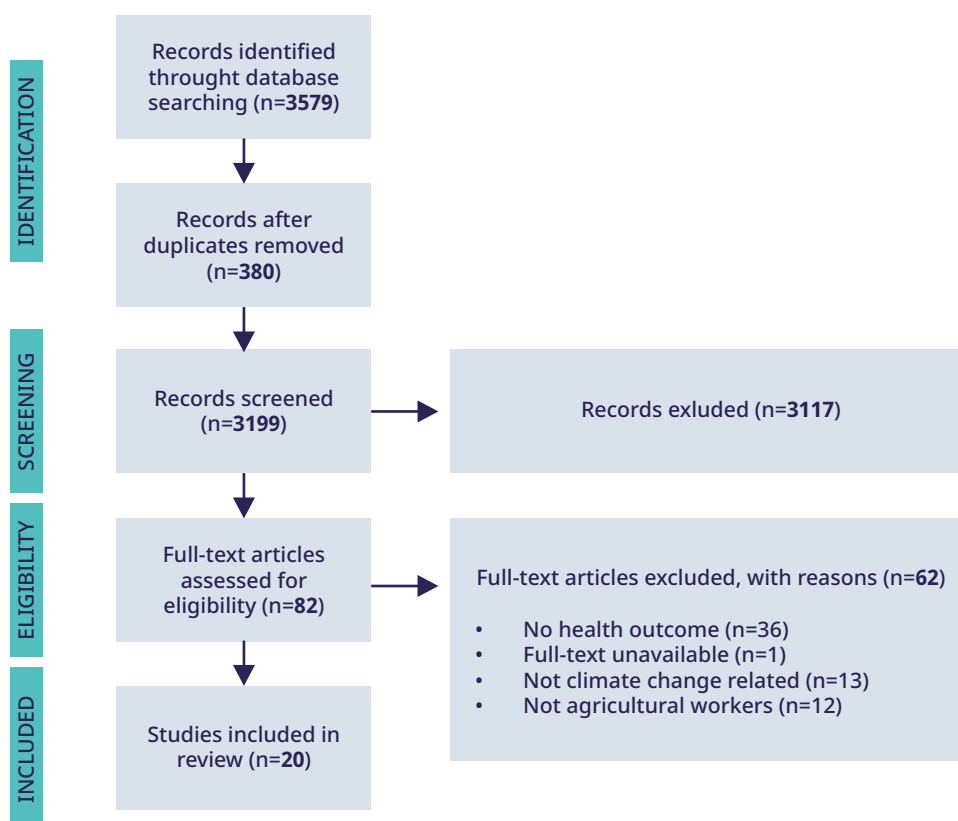 IDENTIFICATION
Records identified
throught database
searching (n=3579)
Records after
duplicates removed
(n=380)
SCREENING
Records screened
(n=3199)
Records exluded (n=3117)
ELIGIBILITY
Full-text articles
assessed for
eligibility (n=82)
Full-text articles excluded, with reasons (n=62)
• No health outcome (n=36)
• Full-text unavailable (n=1)
• Not climate change related (n=13)
• Not agricultural workers (n=12)
INCLUDED
Studies included in
review (n=20)